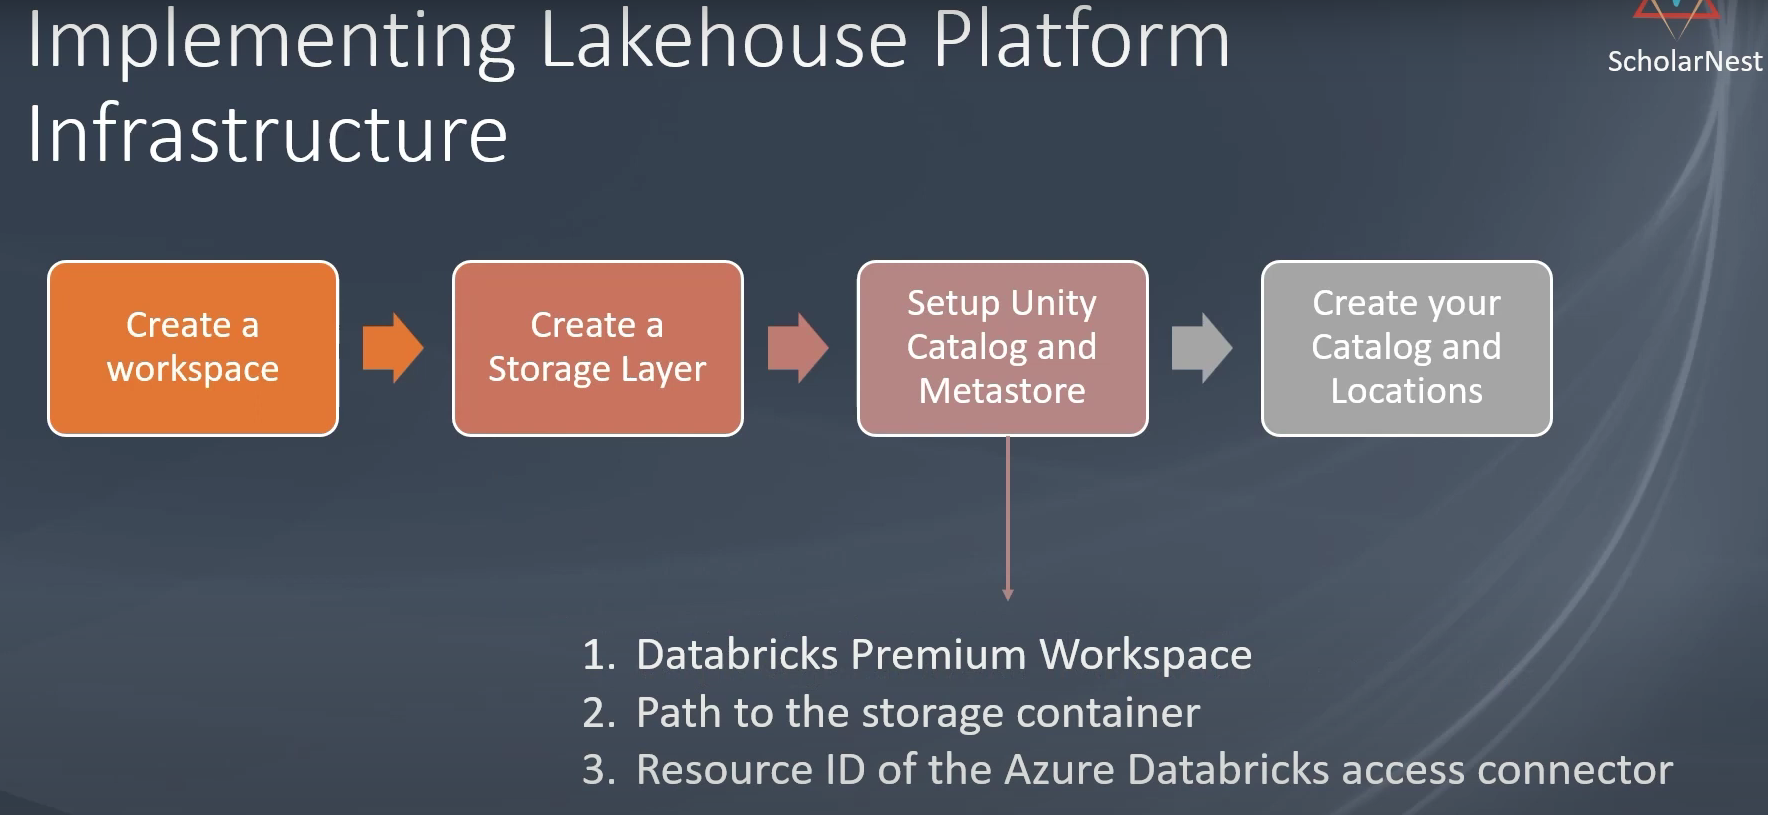 Implementing Lakehouse Platform
Infrastructure
ScholarNest
Create a
workspace
Create a
Storage Layer
Setup Unity
Catalog and
Metastore
Create your
Catalog and
Locations
1. Databricks Premium Workspace
2. Path to the storage container
3. Resource ID of the Azure Databricks access connector